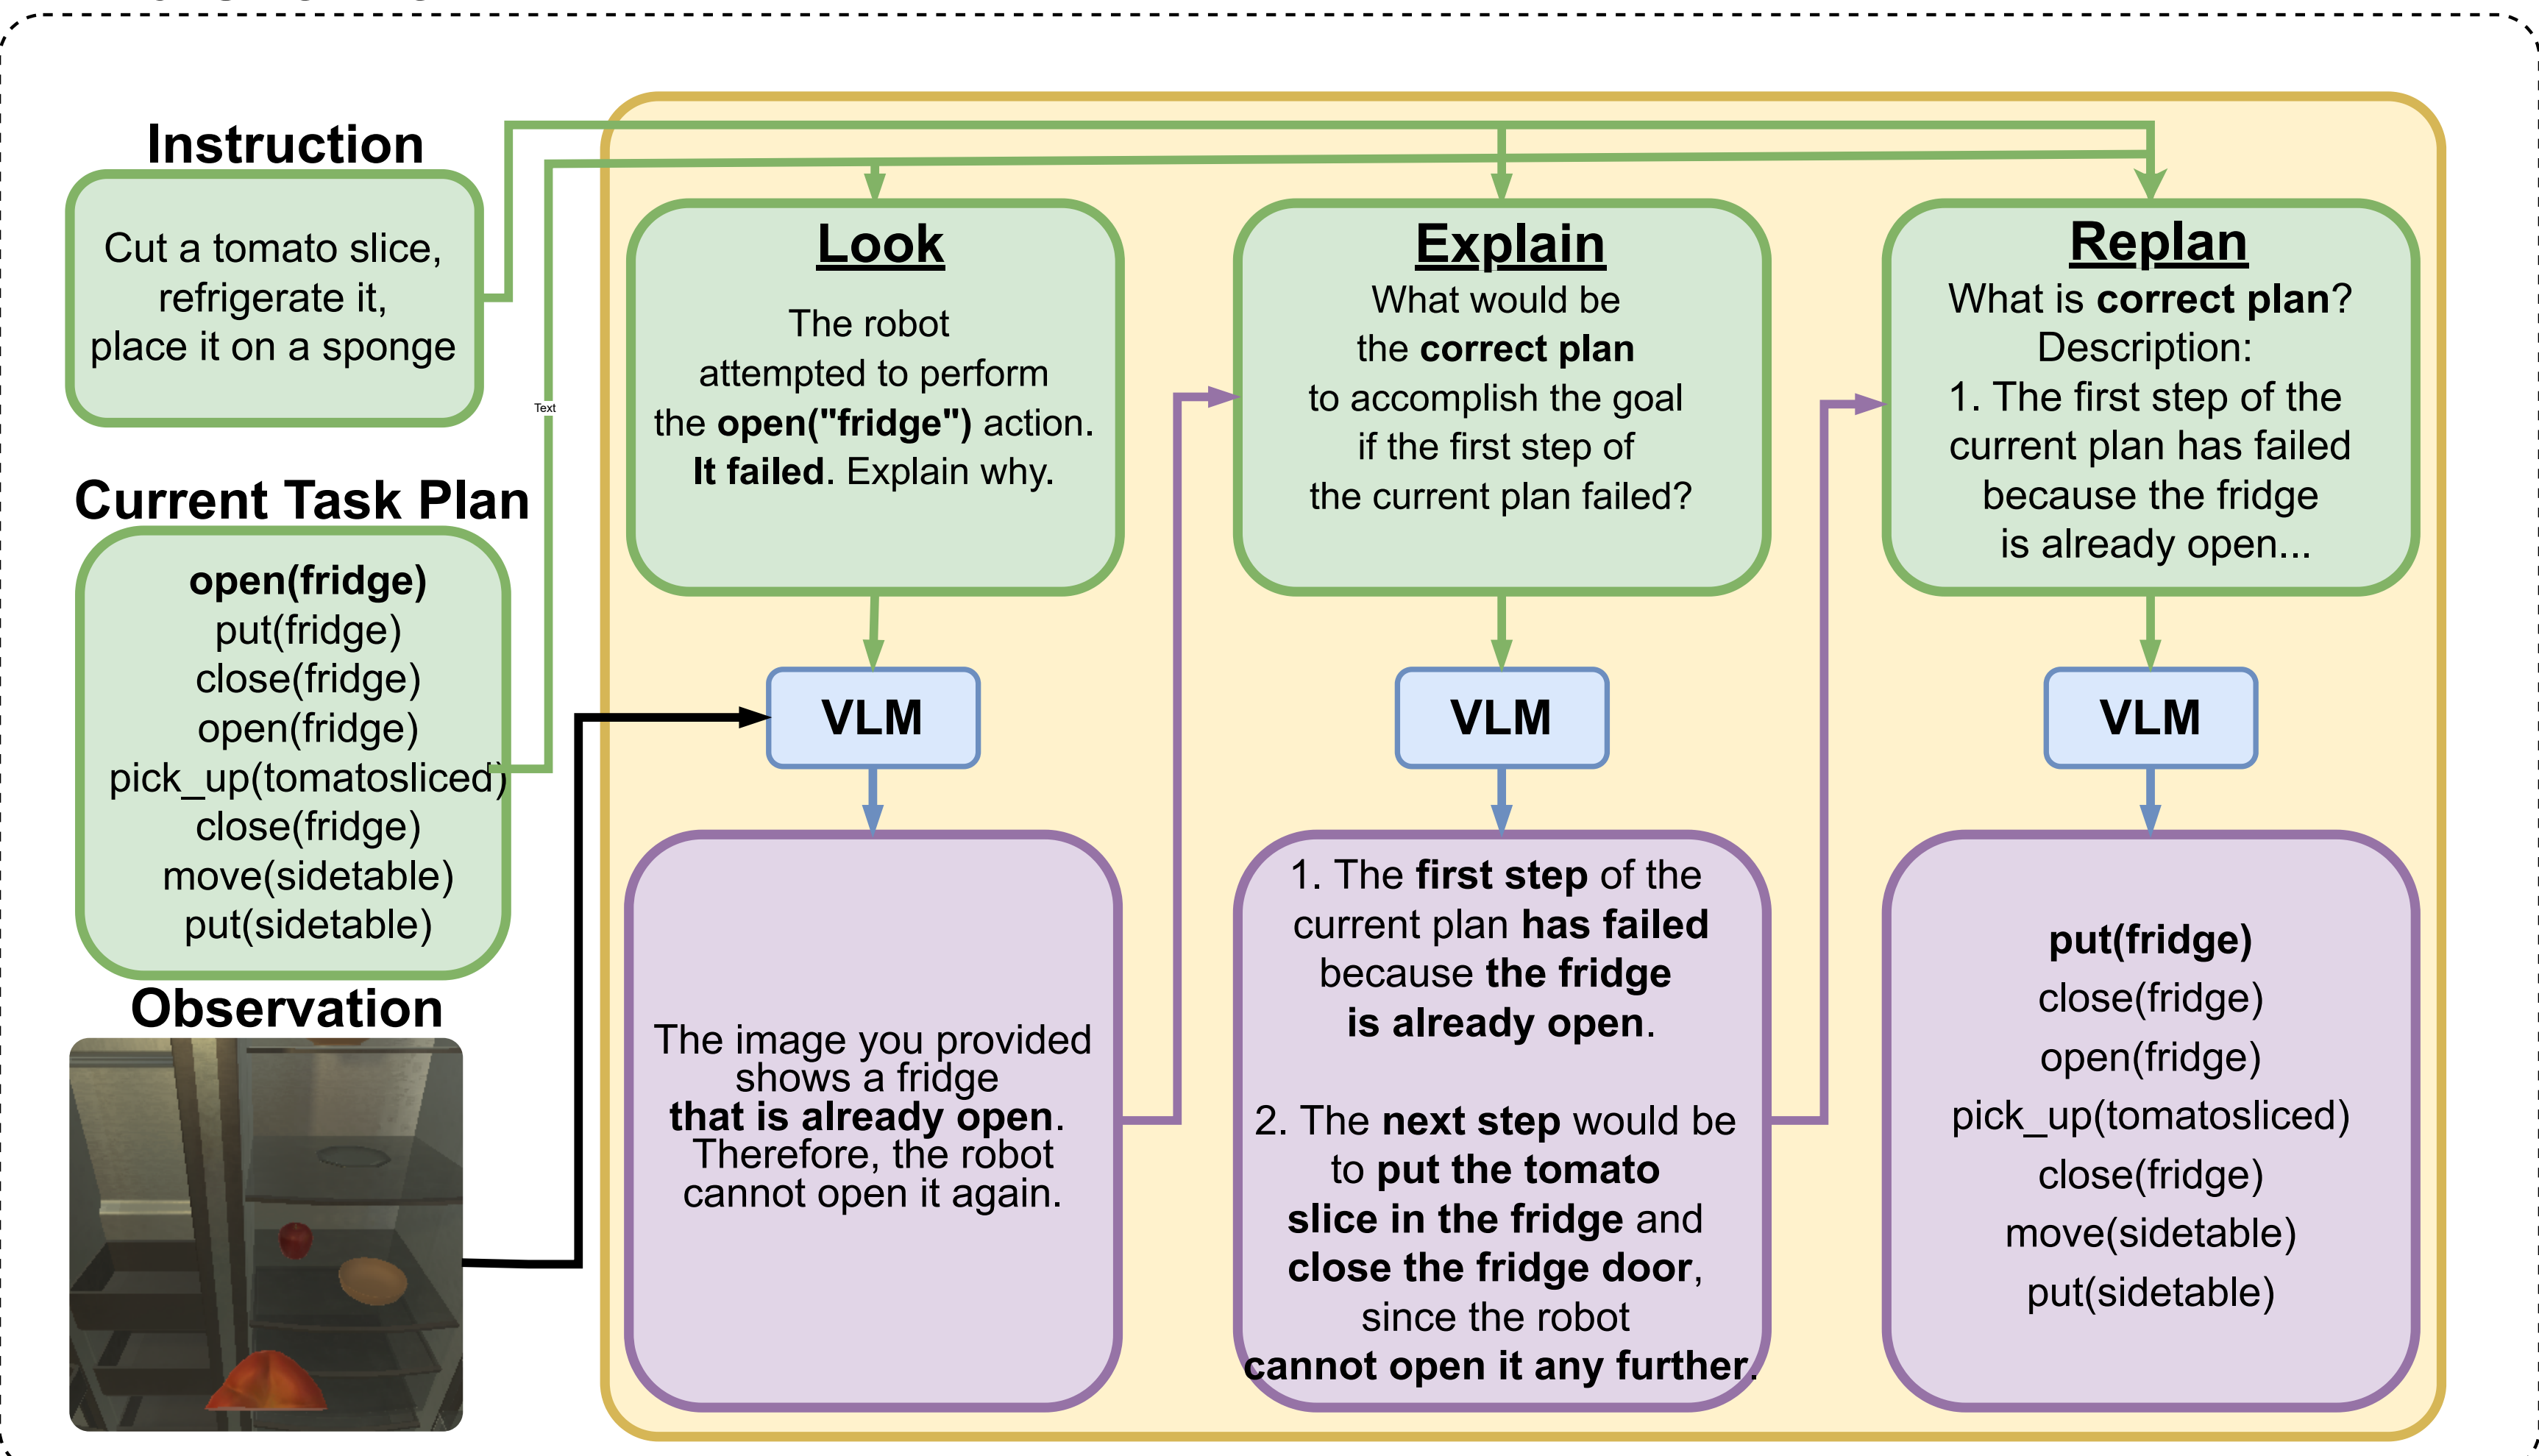 Instruction
Cut a tomato slice,
refrigerate it,
place it on a sponge
Text
Current Task Plan
open(fridge)
put(fridge)
close(fridge)
open(fridge)
pick_up(tomatosliced)
close(fridge)
move(sidetable)
put(sidetable)
Observation
Look
The robot
attempted to perform
the open("fridge") action.
It failed. Explain why.
VLM
The image you provided
shows a fridge
that is already open.
Therefore, the robot
cannot open it again.
Explain
What would be
the correct plan
to accomplish the goal
if the first step of
the current plan failed?
VLM
1. The first step of the
current plan has failed
because the fridge
is already open.
2. The next step would be
to put the tomato
slice in the fridge and
close the fridge door,
since the robot
cannot open it any further.
Replan
What is correct plan?
Description:
1. The first step of the
current plan has failed
because the fridge
is already open...
VLM
put(fridge)
close(fridge)
open(fridge)
pick_up(tomatosliced)
close(fridge)
move(sidetable)
put(sidetable)